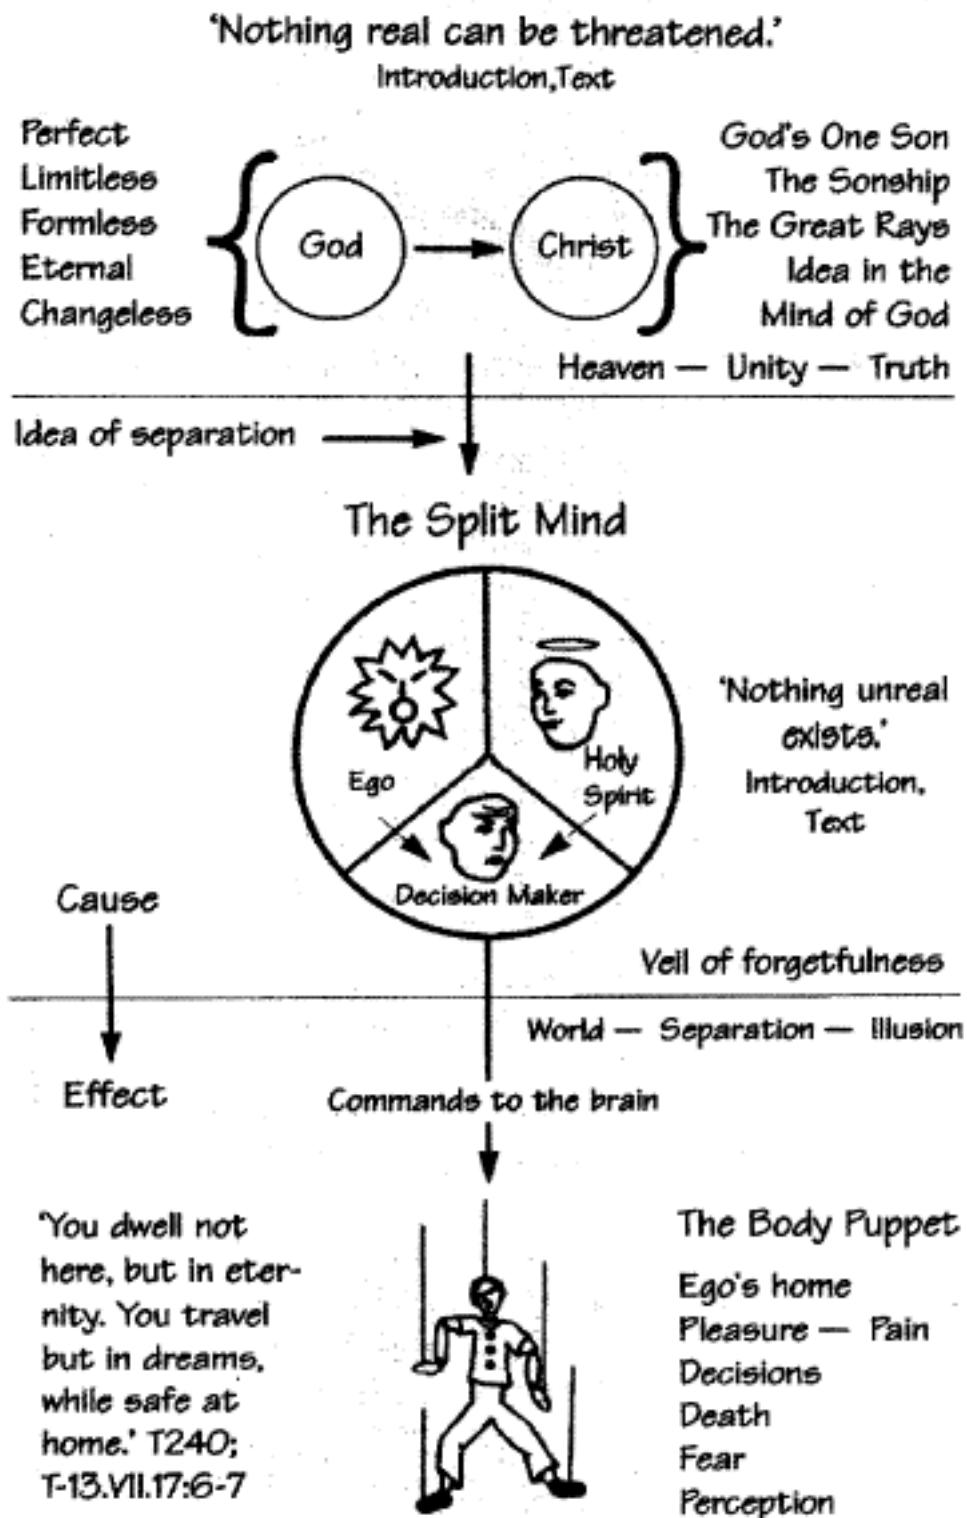 'Nothing real can be threatened.'
Introduction,Text
Perfect
Limitless
Formless
Eternal
Changeless
God
Christ
God's One Son
The Sonship
The Great Rays
Idea in the
Mind of God
Heaven — Unity — Truth
Idea of separation
The Split Mind
Ego
Holy
Spirit
Decision Maker
'Nothing unreal
exists.'
Introduction,
Text
Cause
Veil of forgetfulness
World — Separation — Illusion
Effect
Commands to the brain
'You dwell not
here, but in eter-
nity. You travel
but in dreams,
while safe at
home.' T240;
T-13.VII.17:6-7
The Body Puppet
Ego's home
Pleasure — Pain
Decisions
Death
Fear
Perception